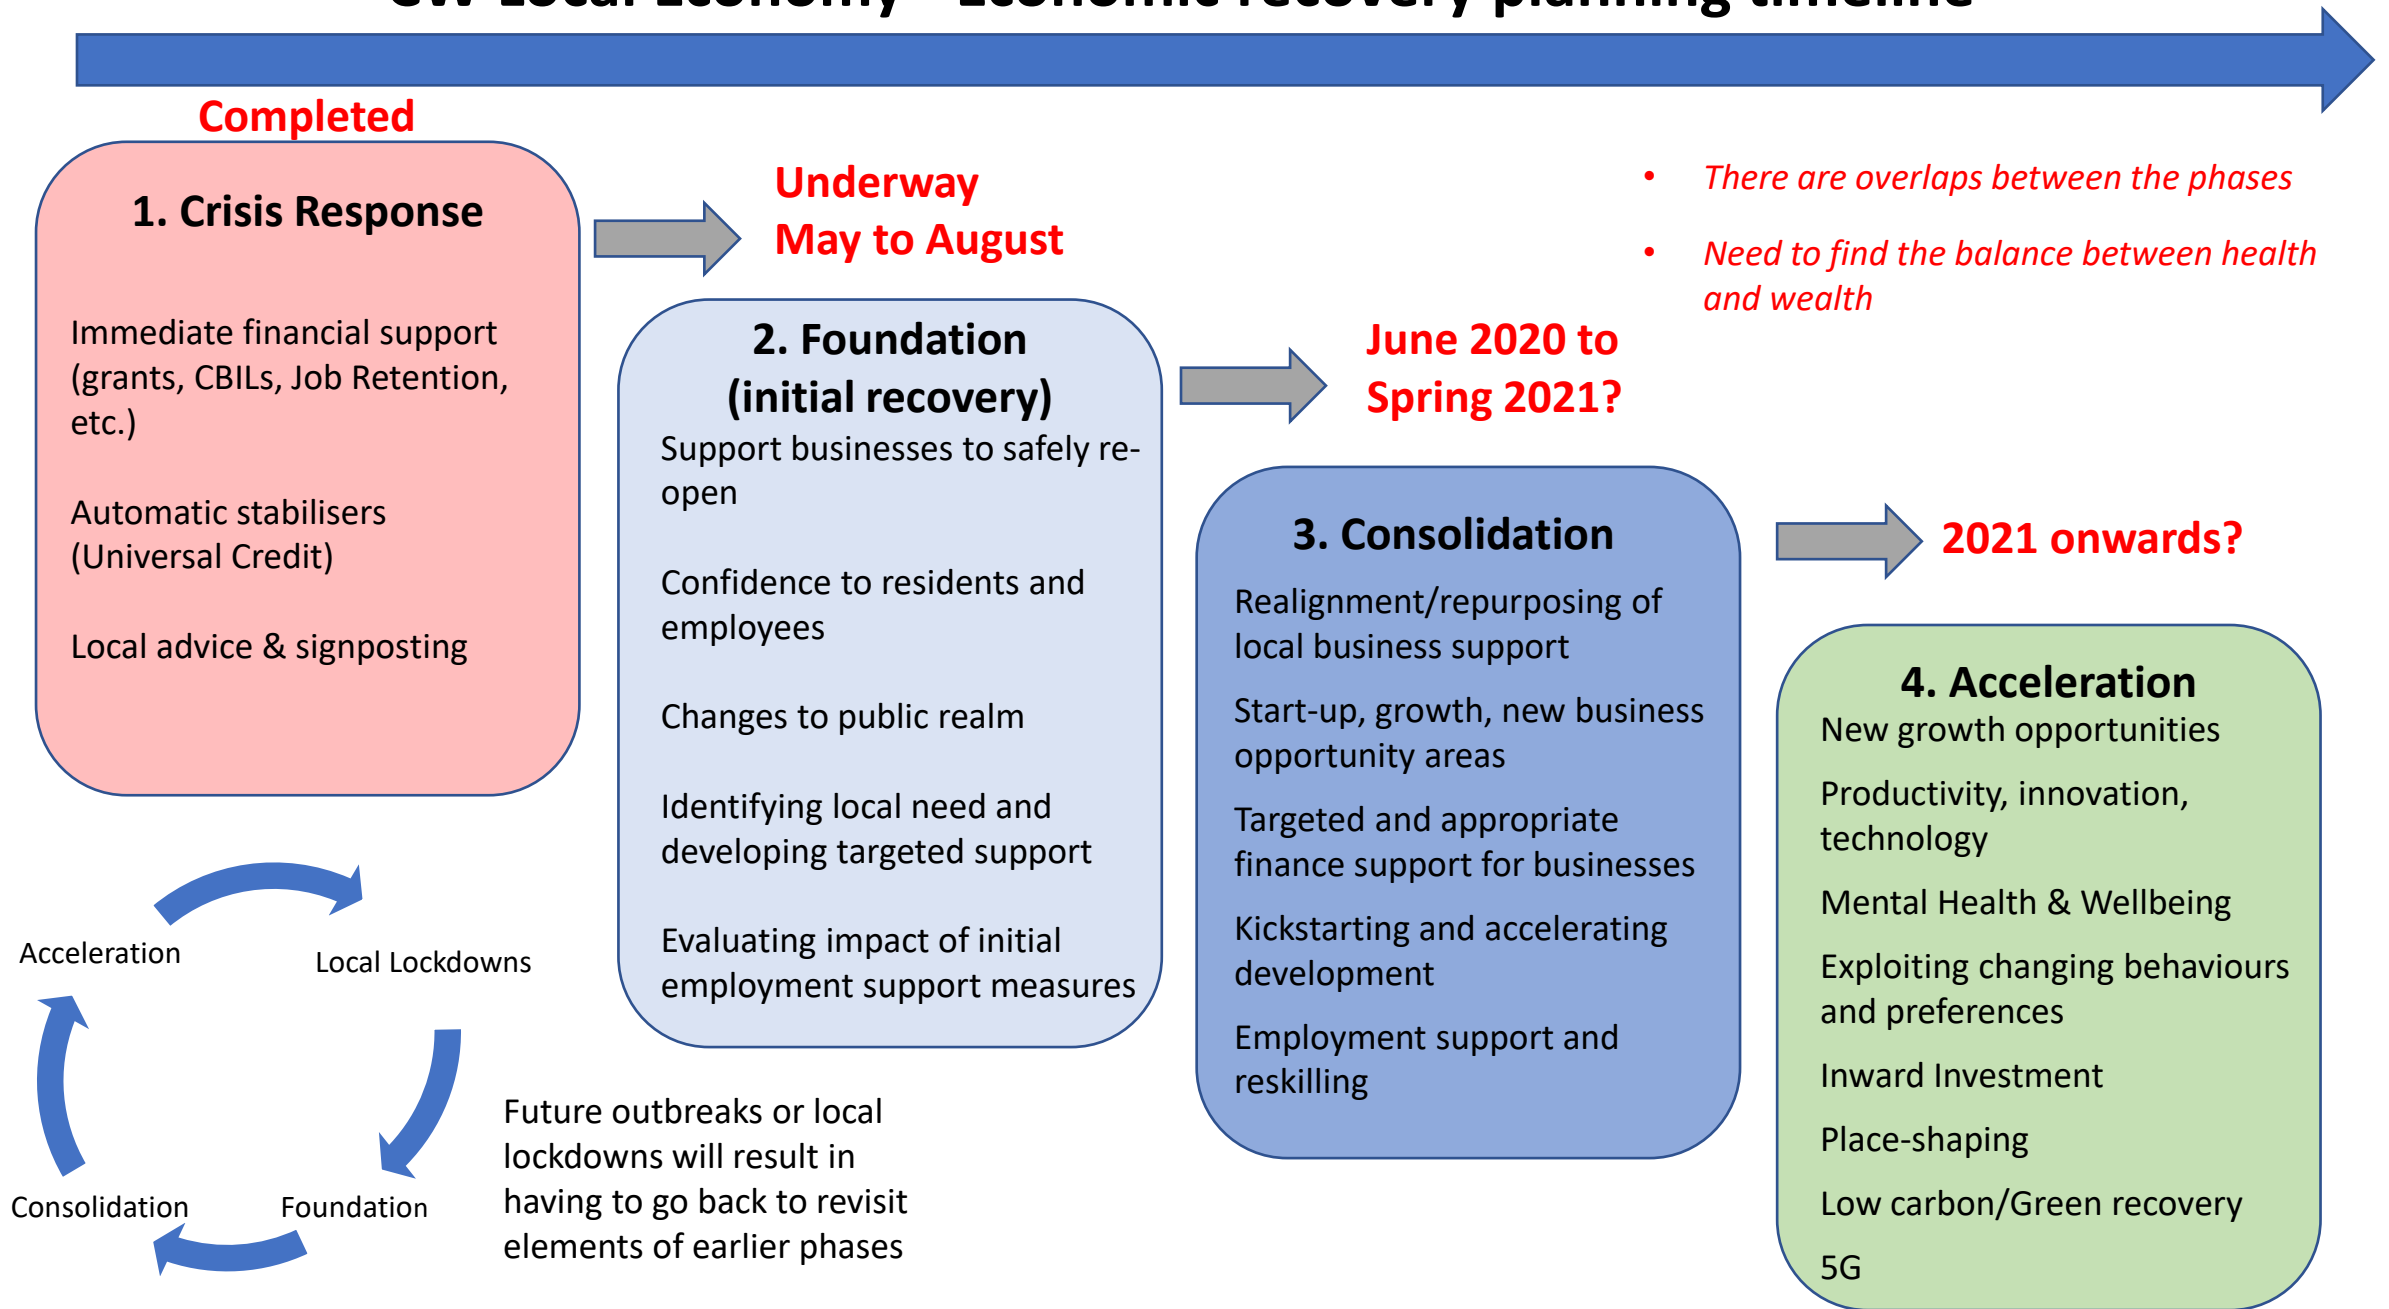 CW Local Economy - Economic recovery planning timeline
Completed
1. Crisis Response
Immediate financial support
(grants, CBILs, Job Retention,
etc.)
Automatic stabilisers
(Universal Credit)
Local advice & signposting
Underway
May to August
2. Foundation
(initial recovery)
Support businesses to safely re-
open
Confidence to residents and
employees
Changes to public realm
Identifying local need and
developing targeted support
Evaluating impact of initial
employment support measures
June 2020 to
Spring 2021?
3. Consolidation
Realignment/repurposing of
local business support
Start-up, growth, new business
opportunity areas
Targeted and appropriate
finance support for businesses
Kickstarting and accelerating
development
Employment support and
reskilling
• There are overlaps between the phases
• Need to find the balance between health
and wealth
2021 onwards?
4. Acceleration
New growth opportunities
Productivity, innovation,
technology
Mental Health & Wellbeing
Exploiting changing behaviours
and preferences
Inward Investment
Place-shaping
Low carbon/Green recovery
5G
Acceleration
Local Lockdowns
Consolidation
Foundation
Future outbreaks or local
lockdowns will result in
having to go back to revisit
elements of earlier phases